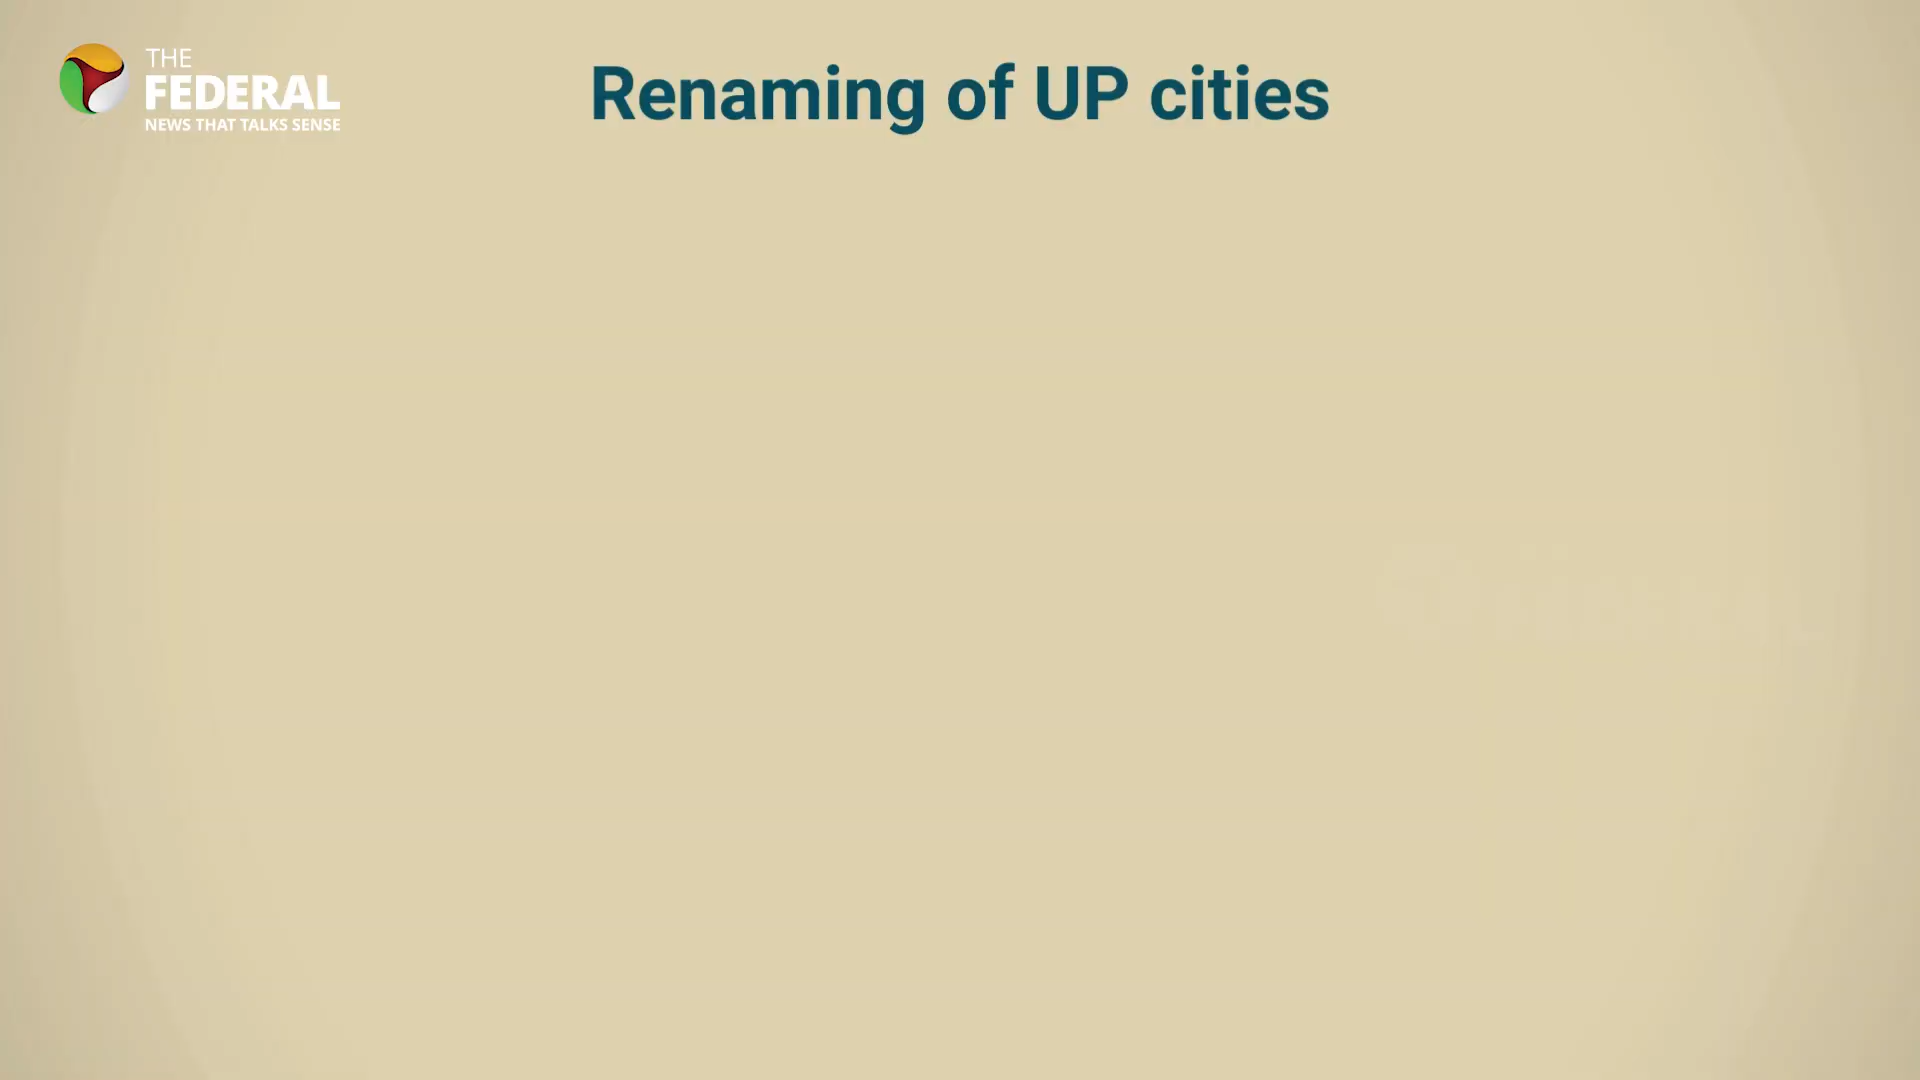 THE
FEDERAL
NEWS THAT TALKS SENSE
Renaming of UP cities